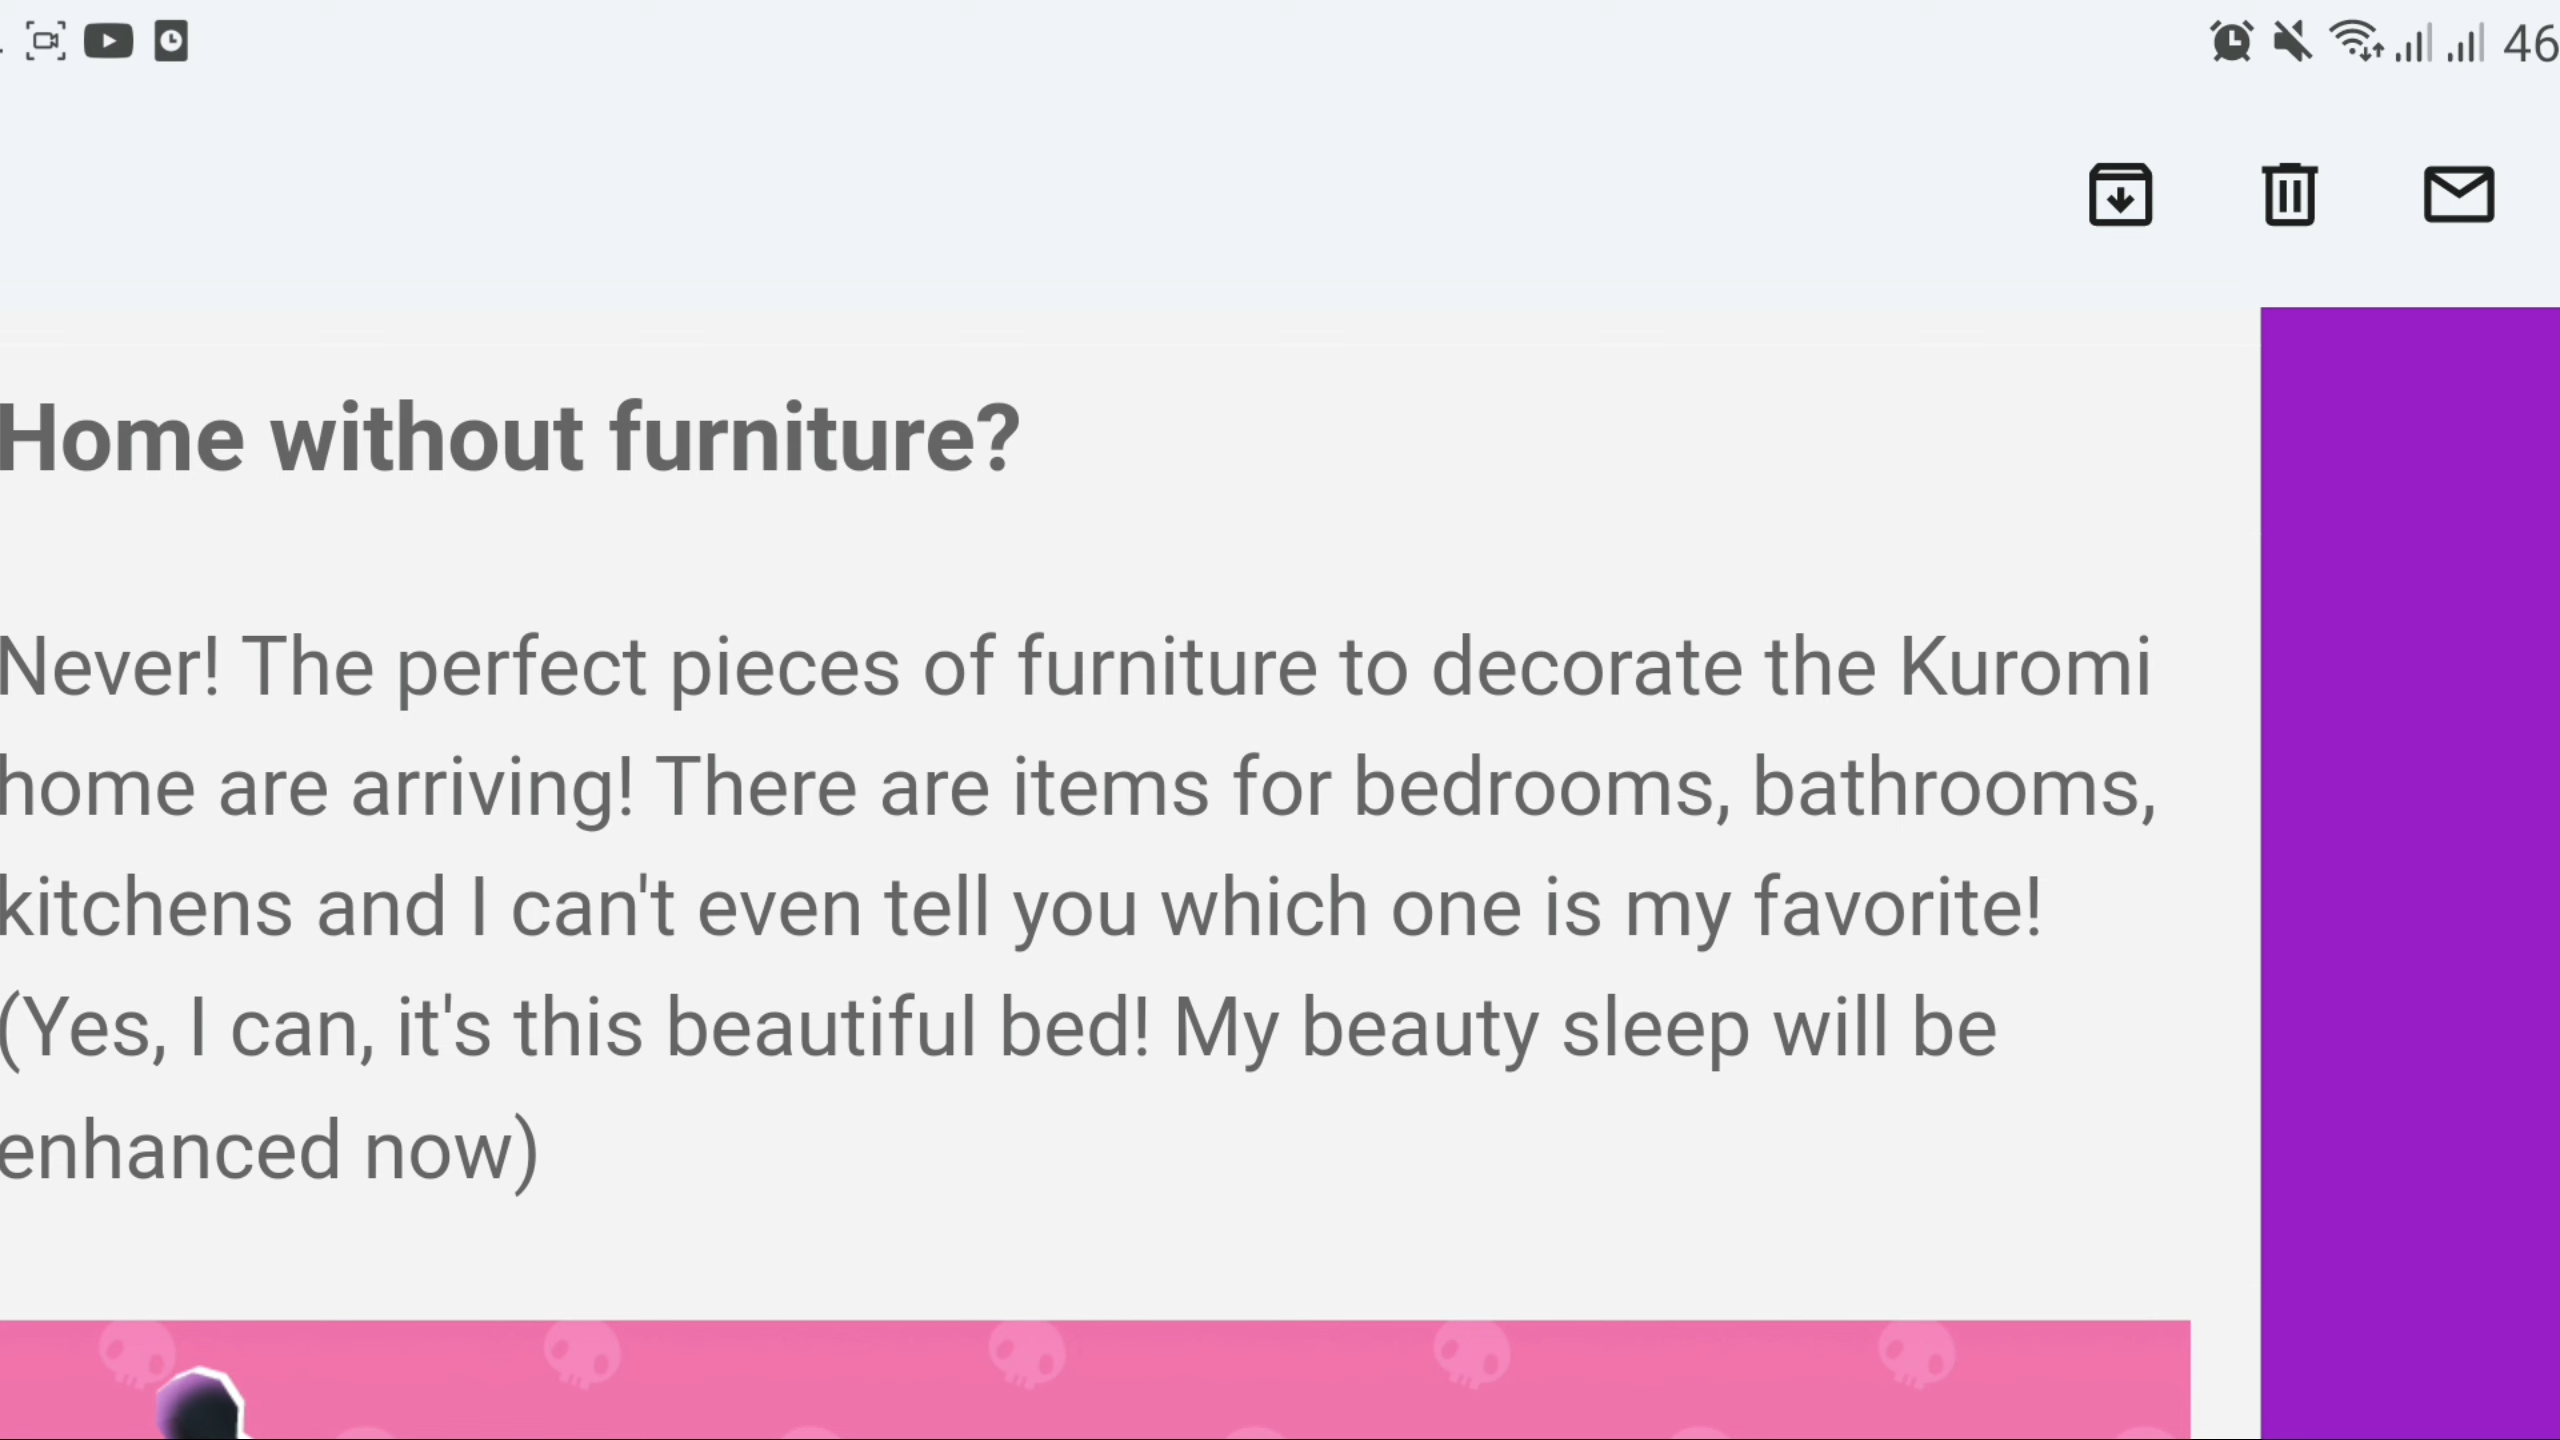 46
Home without furniture?
Never! The perfect pieces of furniture to decorate the Kuromi
home are arriving! There are items for bedrooms, bathrooms,
kitchens and I can't even tell you which one is my favorite!
(Yes, I can, it's this beautiful bed! My beauty sleep will be
enhanced now)